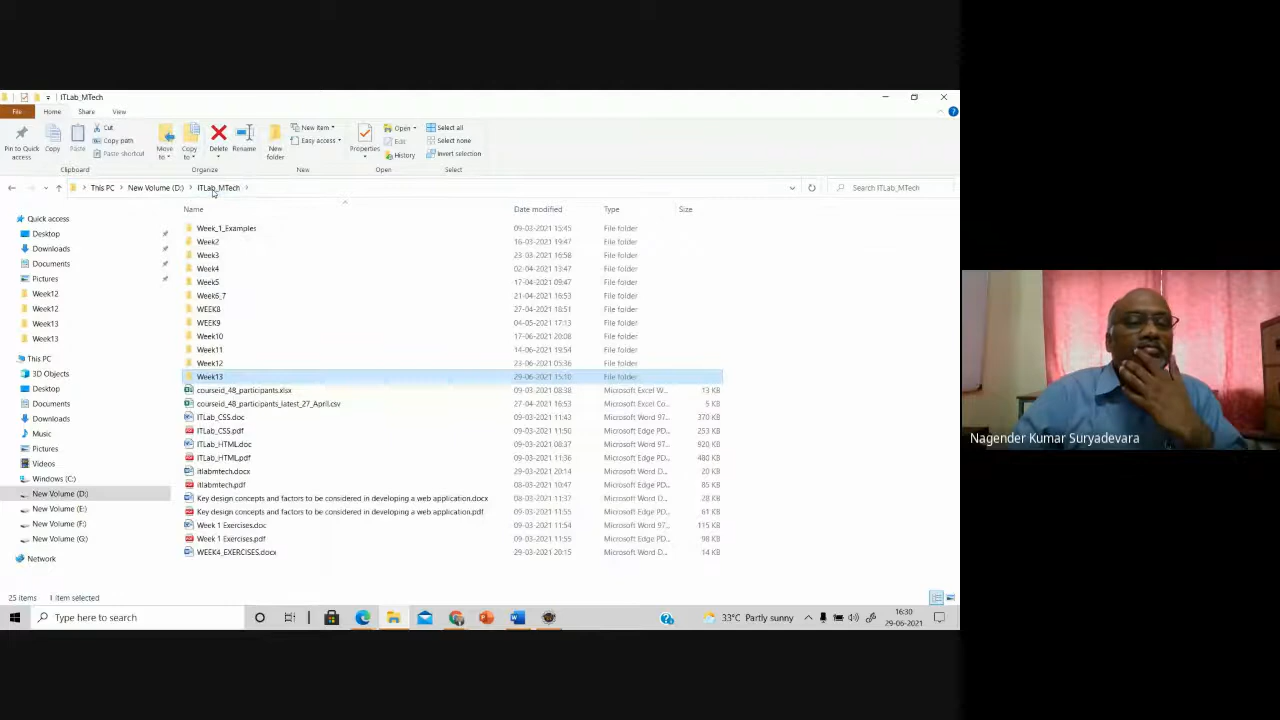 ITLab_MTech
File Home Share View
Pin to Quick access Copy Paste Cut Copy path Paste shortcut Move to Copy to Delete Rename New folder New item Easy access Properties Open Edit History Select all Select none Invert selection
Clipboard Organize New Open Select
This PC New Volume (D:) ITLab_MTech Search ITLab_MTech
Name Date modified Type Size
Quick access
Desktop
Downloads
Documents
Pictures
Week12
Week12
Week13
Week13
This PC
3D Objects
Desktop
Documents
Downloads
Music
Pictures
Videos
Windows (C:)
New Volume (D:)
New Volume (E:)
New Volume (F:)
New Volume (G:)
Network
Week_1_Examples 09-03-2021 15:45 File folder
Week2 16-03-2021 19:47 File folder
Week3 23-03-2021 16:58 File folder
Week4 02-04-2021 13:47 File folder
Week5 17-04-2021 09:47 File folder
Week6_7 21-04-2021 16:53 File folder
WEEK8 27-04-2021 18:51 File folder
WEEK9 04-05-2021 17:13 File folder
Week10 17-06-2021 20:08 File folder
Week11 14-06-2021 19:54 File folder
Week12 23-06-2021 05:36 File folder
Week13 29-06-2021 15:10 File folder
courseid_48_participants.xlsx 09-03-2021 08:38 Microsoft Excel W... 13 KB
courseid_48_participants_latest_27_April.csv 27-04-2021 16:53 Microsoft Excel Co... 5 KB
ITLab_CSS.doc 09-03-2021 11:43 Microsoft Word 97... 370 KB
ITLab_CSS.pdf 09-03-2021 11:50 Microsoft Edge PD... 253 KB
ITLab_HTML.doc 09-03-2021 08:37 Microsoft Word 97... 920 KB
ITLab_HTML.pdf 09-03-2021 11:36 Microsoft Edge PD... 480 KB
itlabmtech.docx 29-03-2021 20:14 Microsoft Word D... 20 KB
itlabmtech.pdf 08-03-2021 10:47 Microsoft Edge PD... 85 KB
Key design concepts and factors to be considered in developing a web application.docx 08-03-2021 11:37 Microsoft Word D... 28 KB
Key design concepts and factors to be considered in developing a web application.pdf 09-03-2021 11:55 Microsoft Edge PD... 61 KB
Week 1 Exercises.doc 09-03-2021 11:54 Microsoft Word 97... 115 KB
Week 1 Exercises.pdf 09-03-2021 11:55 Microsoft Edge PD... 98 KB
WEEK4_EXERCISES.docx 29-03-2021 20:15 Microsoft Word D... 14 KB
25 items 1 item selected
Type here to search 33°C Partly sunny 16:30
29-06-2021
Nagender Kumar Suryadevara